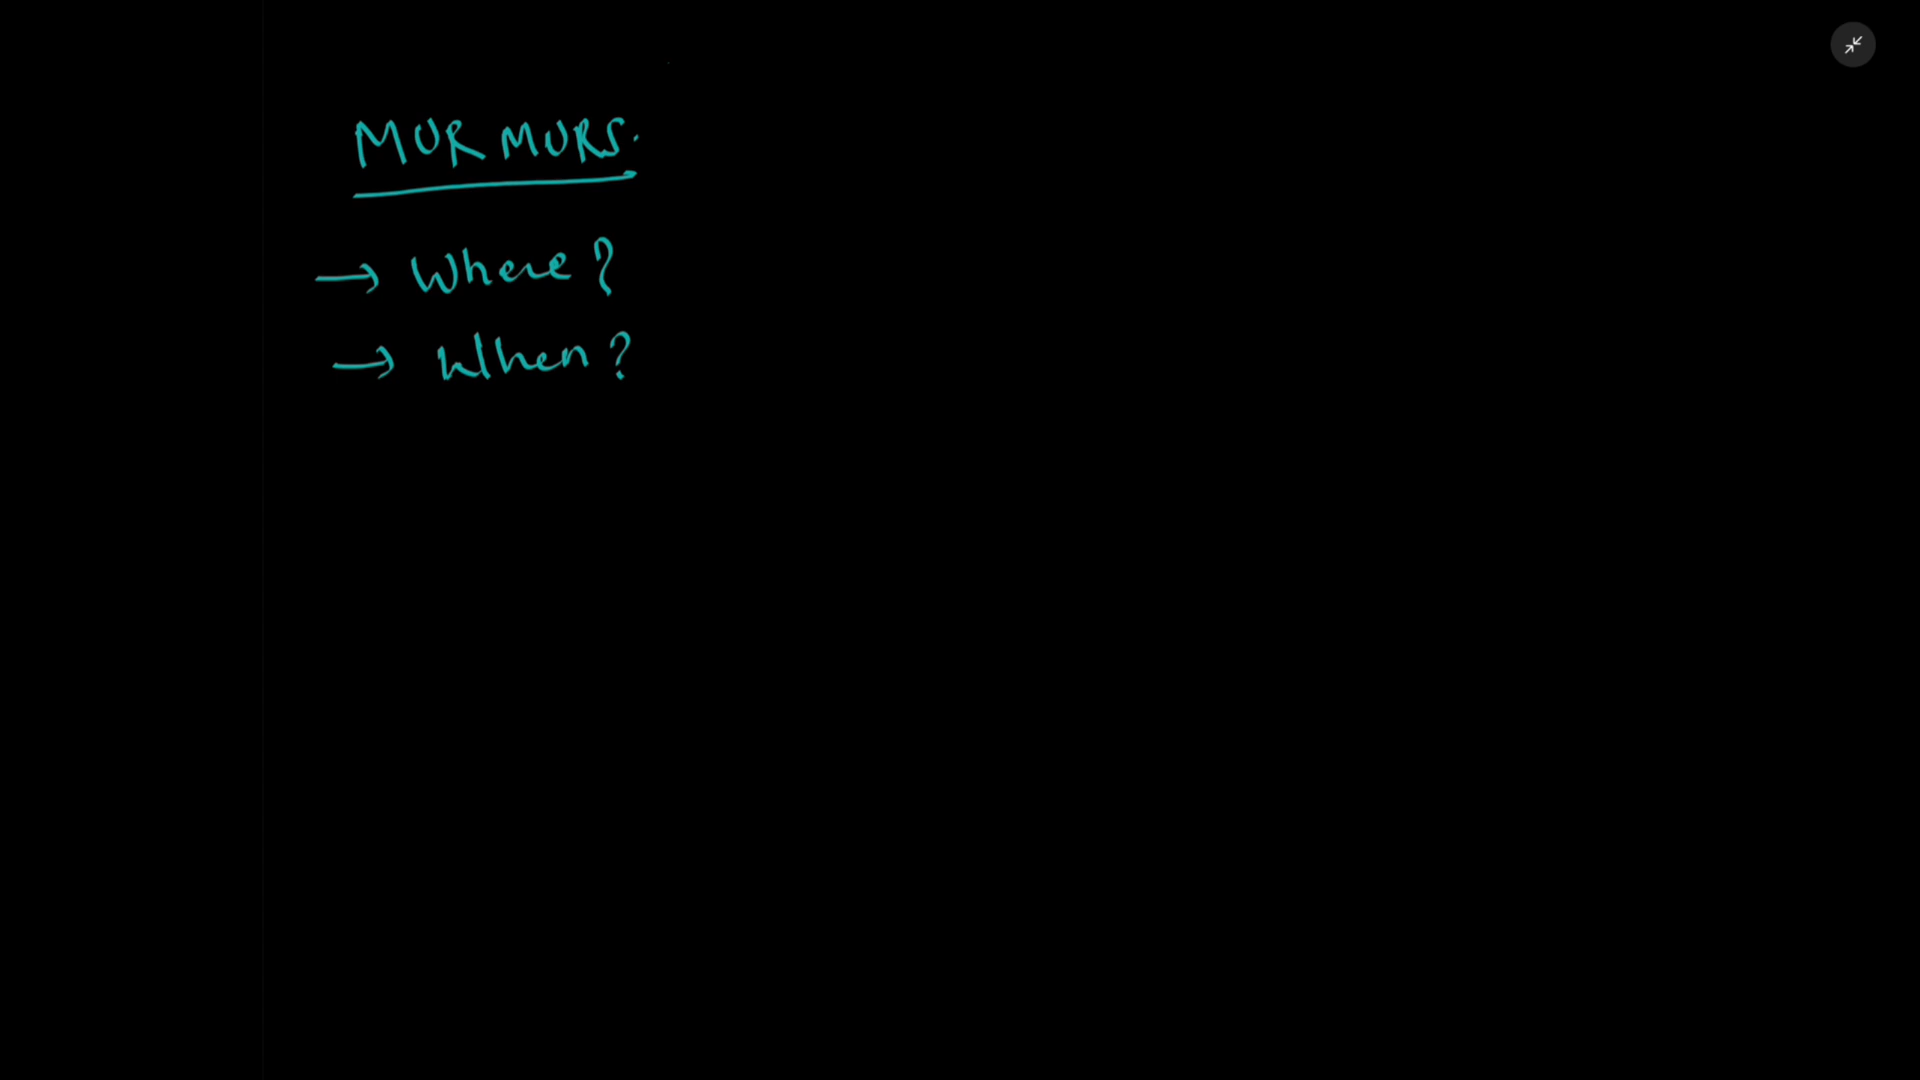 MURMURS.
→ Where?
→ When?